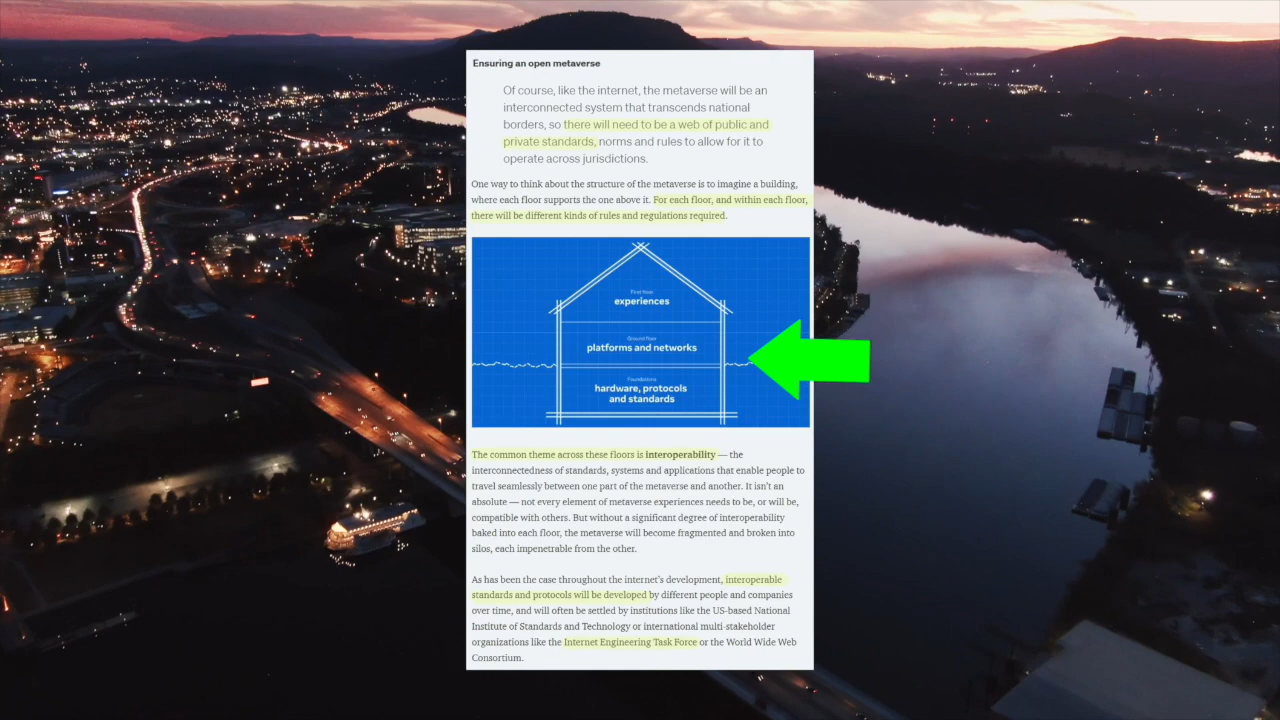 Ensuring an open metaverse
Of course, like the internet, the metaverse will be an
interconnected system that transcends national
borders, so there will need to be a web of public and
private standards, norms and rules to allow for it to
operate across jurisdictions.
One way to think about the structure of the metaverse is to imagine a building,
where each floor supports the one above it. For each floor, and within each floor,
there will be different kinds of rules and regulations required.
First floor
experiences
Ground floor
platforms and networks
Foundations
hardware, protocols
and standards
The common theme across these floors is interoperability — the
interconnectedness of standards, systems and applications that enable people to
travel seamlessly between one part of the metaverse and another. It isn't an
absolute — not every element of metaverse experiences needs to be, or will be,
compatible with others. But without a significant degree of interoperability
baked into each floor, the metaverse will become fragmented and broken into
silos, each impenetrable from the other.
As has been the case throughout the internet's development, interoperable
standards and protocols will be developed by different people and companies
over time, and will often be settled by institutions like the US-based National
Institute of Standards and Technology or international multi-stakeholder
organizations like the Internet Engineering Task Force or the World Wide Web
Consortium.